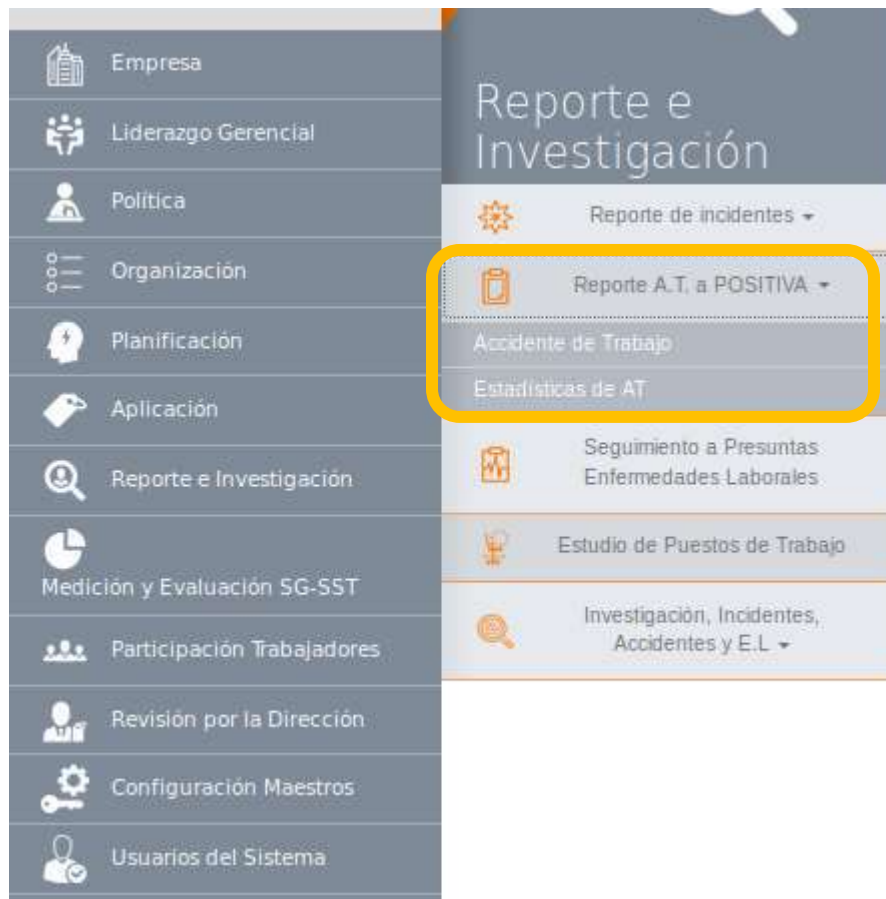 Empresa
Liderazgo Gerencial
Política
Organización
Planificación
Aplicación
Reporte e Investigación
Medición y Evaluación SG-SST
Participación Trabajadores
Revisión por la Dirección
Configuración Maestros
Usuarios del Sistema
Reporte e
Investigación
Reporte de incidentes
Reporte A.T. a POSITIVA
Accidente de Trabajo
Estadísticas de AT
Seguimiento a Presuntas
Enfermedades Laborales
Estudio de Puestos de Trabajo
Investigación, Incidentes,
Accidentes y E.L